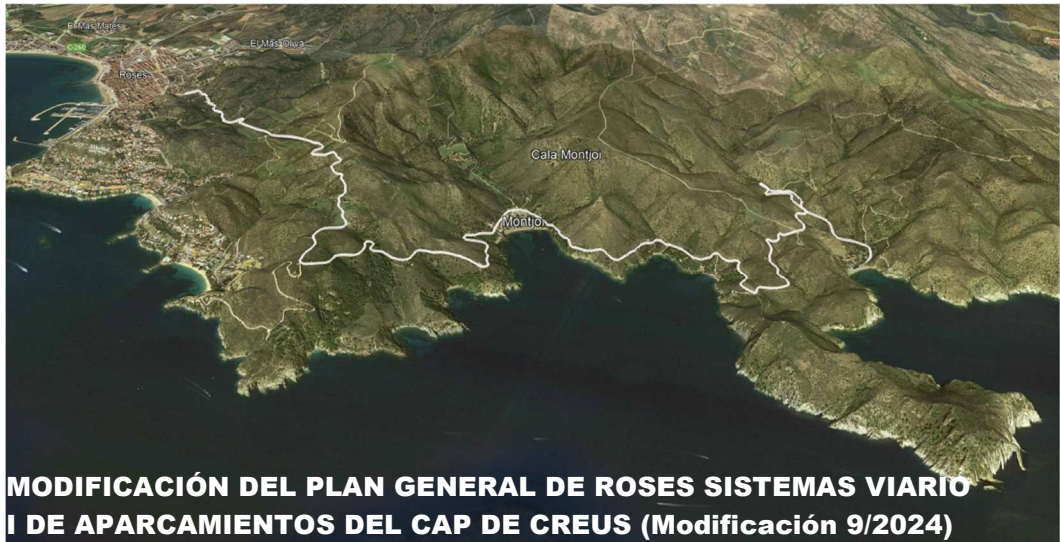 El Mas Mates
C-260
El Mas Oliva
Roses
Cala Montjoi
Montjoi
MODIFICACIÓN DEL PLAN GENERAL DE ROSES SISTEMAS VIARIO
I DE APARCAMIENTOS DEL CAP DE CREUS (Modificación 9/2024)